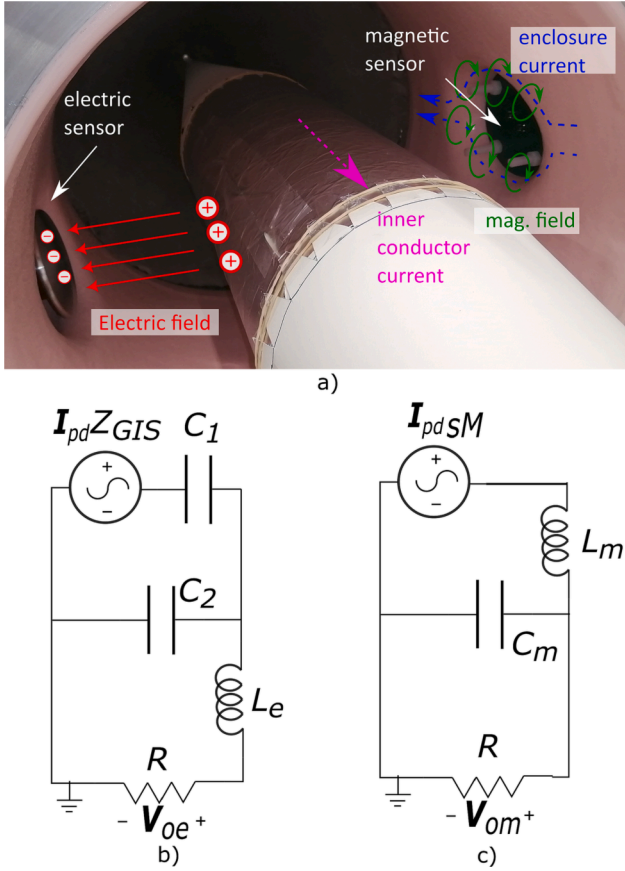 magnetic
sensor
enclosure
current
electric
sensor
+
+
+
−
−
−
inner
conductor
current
mag. field
Electric field
a)
IpdZGIS
C1
+
−
C2
Le
R
- Voe +
b)
IpdsM
+
−
Lm
Cm
R
- Vom +
c)